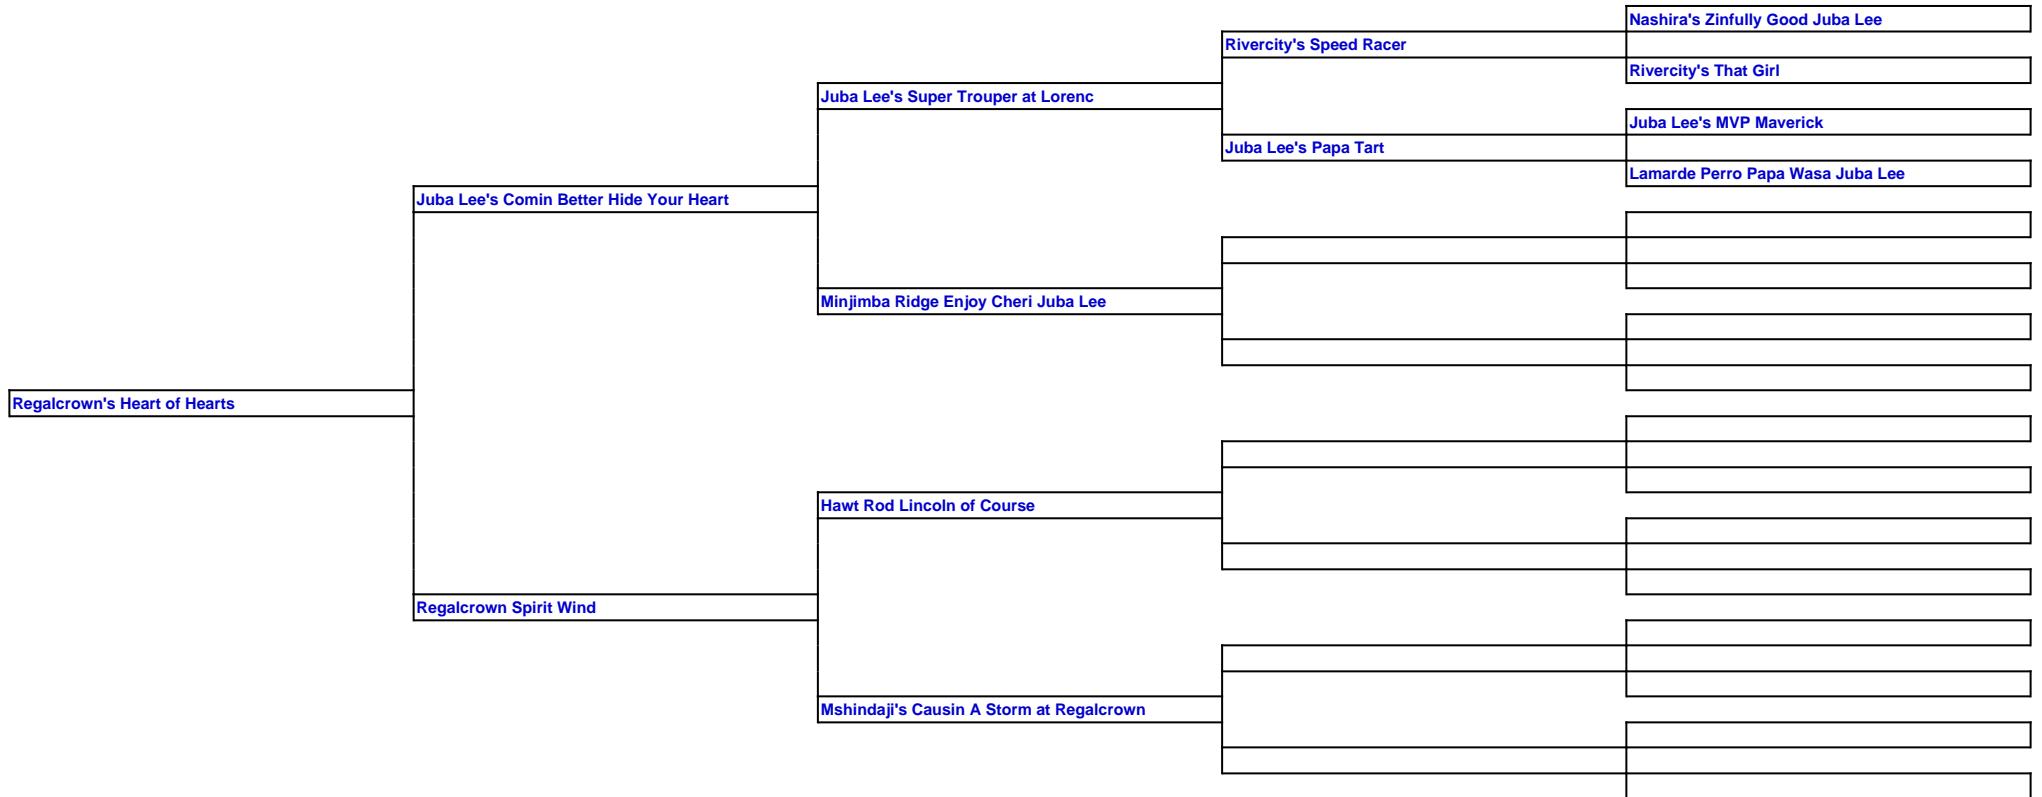 Nashira's Zinfully Good Juba Lee
Rivercity's Speed Racer
Rivercity's That Girl
Juba Lee's Super Trouper at Lorenc
Juba Lee's MVP Maverick
Juba Lee's Papa Tart
Lamarde Perro Papa Wasa Juba Lee
Juba Lee's Comin Better Hide Your Heart
Minjimba Ridge Enjoy Cheri Juba Lee
Regalcrown's Heart of Hearts
Hawt Rod Lincoln of Course
Regalcrown Spirit Wind
Mshindaji's Causin A Storm at Regalcrown